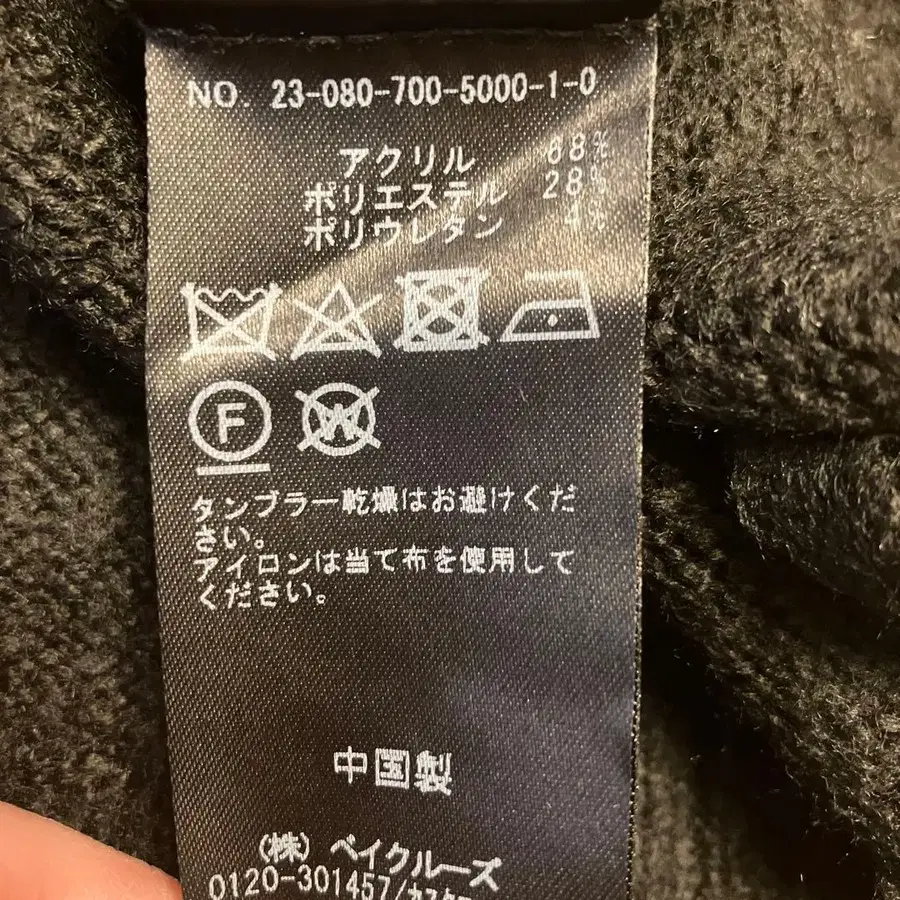 NO. 23-080-700-5000-1-0
アクリル 68%
ポリエステル 28%
ポリウレタン 4%
F
W
タンブラー乾燥はお避けくだ
さい。
アイロンは当て布を使用して
ください。
中国製
(株) ベイクルーズ
0120-301457/カスタ